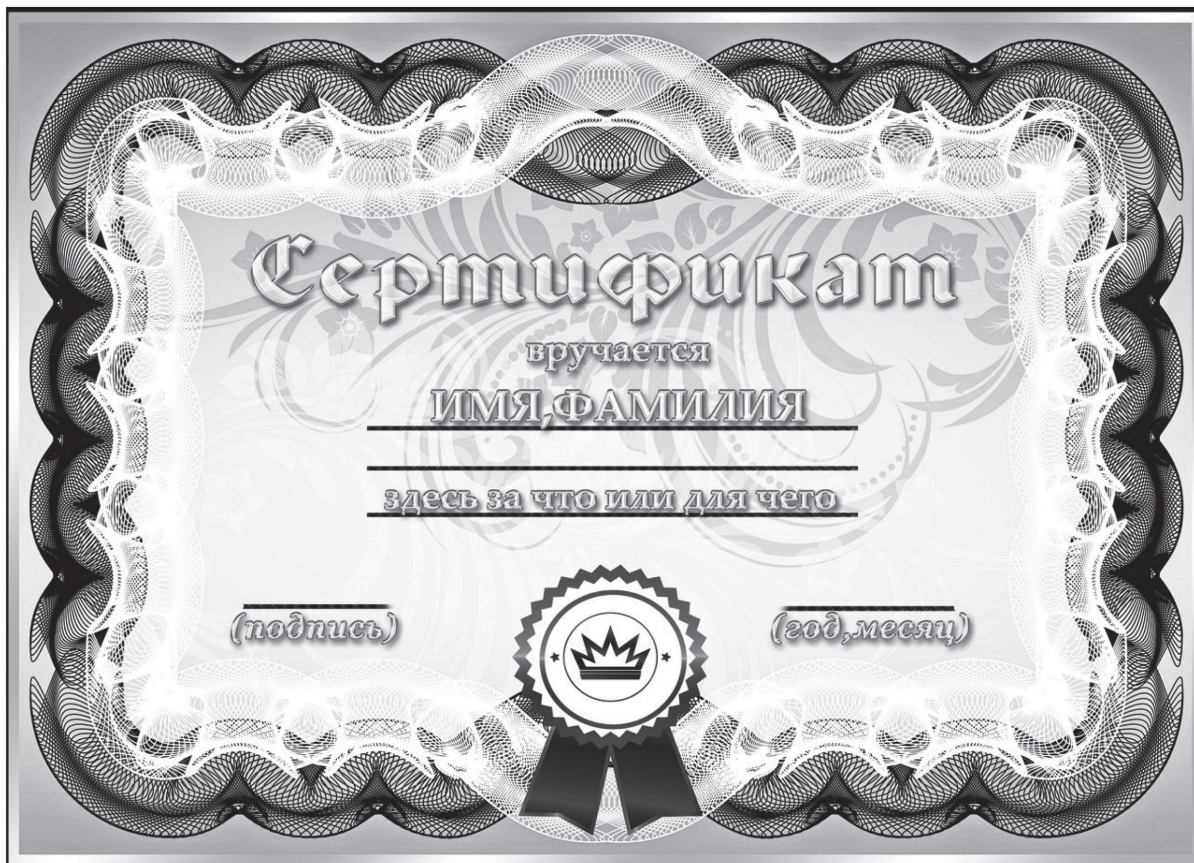 Сертификат
вручается
ИМЯ,ФАМИЛИЯ
здесь за что или для чего
(подпись)
(год,месяц)